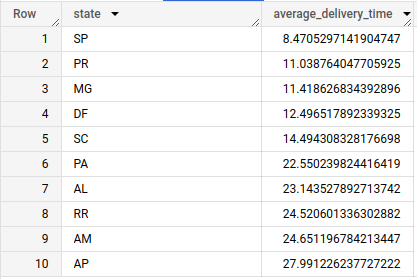 Row state average_delivery_time
1 SP 8.4705297141904747
2 PR 11.038764047705925
3 MG 11.418626834392896
4 DF 12.496517892339325
5 SC 14.494308328176698
6 PA 22.550239824416419
7 AL 23.143527892713742
8 RR 24.520601336302882
9 AM 24.651196784213447
10 AP 27.991226237727222